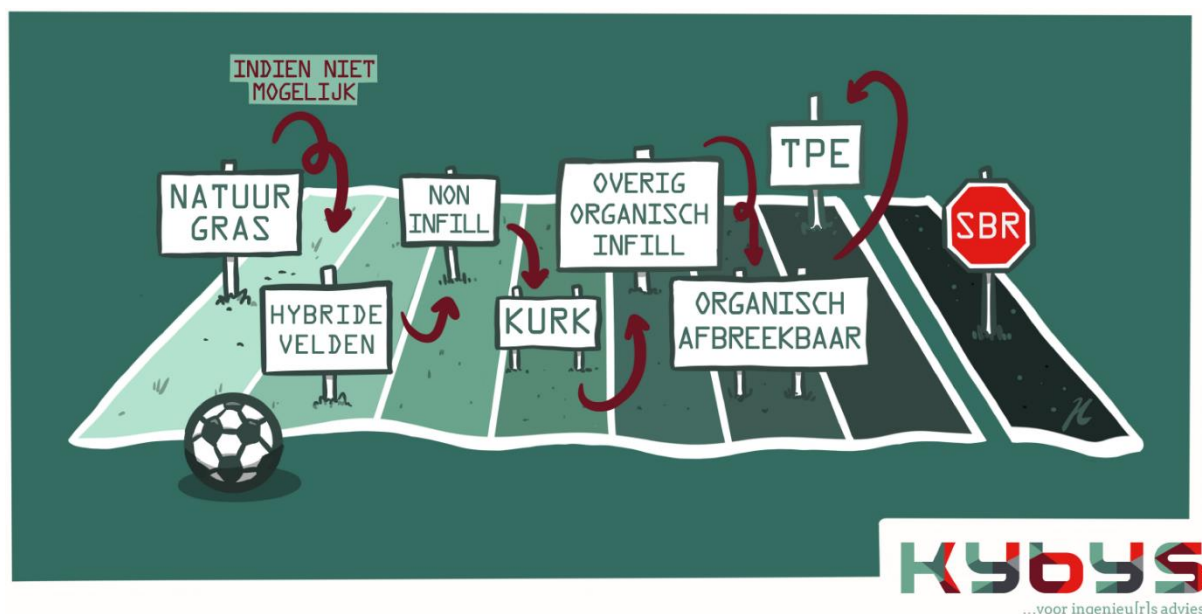 INDIEN NIET
MOGELIJK
NATUUR
GRAS
HYBRIDE
VELDEN
NON
INFILL
KURK
OVERIG
ORGANISCH
INFILL
ORGANISCH
AFBREEKBAAR
TPE
SBR
kybys
...voor ingenieu[r]s advies